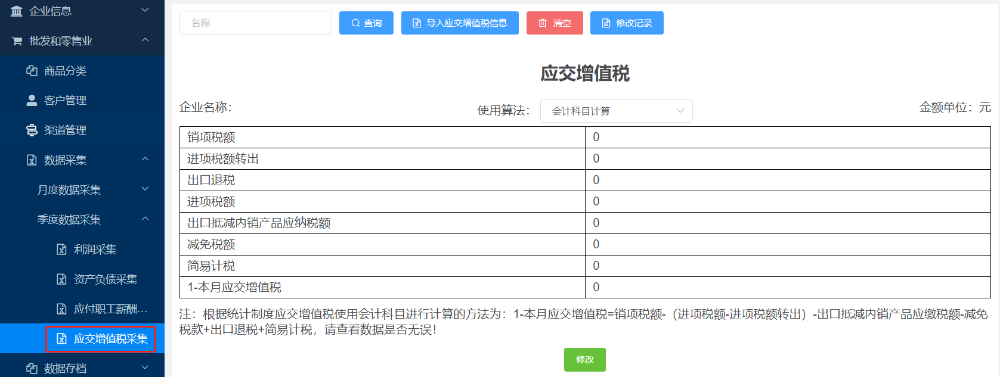 企业信息
批发和零售业
商品分类
客户管理
渠道管理
数据采集
月度数据采集
季度数据采集
利润采集
资产负债采集
应付职工薪酬...
应交增值税采集
数据存档
名称
查询
导入应交增值税信息
清空
修改记录
应交增值税
企业名称：
使用算法：
会计科目计算
金额单位：元
销项税额 0
进项税额转出 0
出口退税 0
进项税额 0
出口抵减内销产品应纳税额 0
减免税额 0
简易计税 0
1-本月应交增值税 0
注：根据统计制度应交增值税使用会计科目进行计算的方法为：1-本月应交增值税=销项税额-（进项税额-进项税额转出）-出口抵减内销产品应缴税额-减免
税款+出口退税+简易计税，请查看数据是否无误！
修改